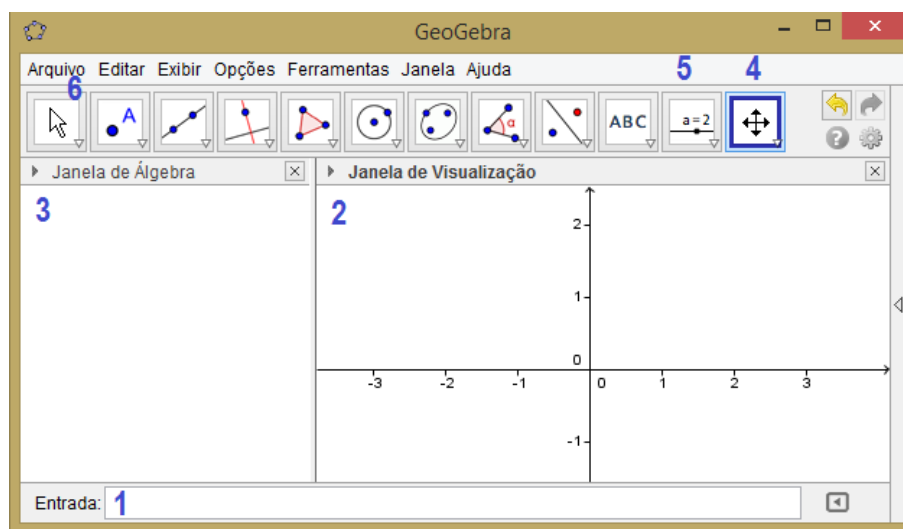 GeoGebra
Arquivo Editar Exibir Opções Ferramentas Janela Ajuda
5 4
6
A α ABC a=2
Janela de Álgebra Janela de Visualização
3 2
2
1
0
-3 -2 -1 0 1 2 3
-1
Entrada: 1